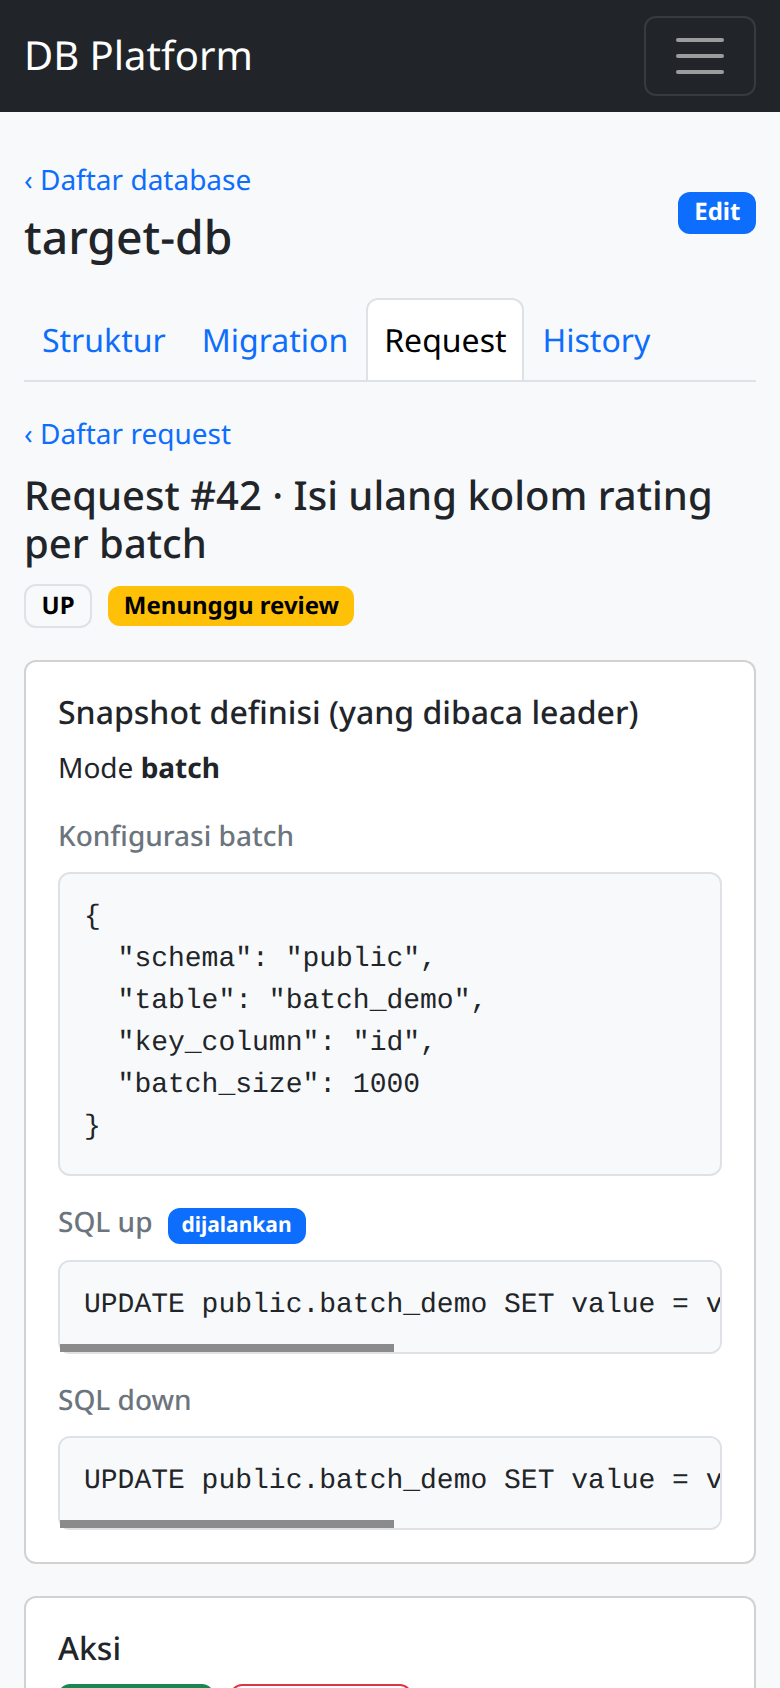 DB Platform
‹ Daftar database
target-db
Edit
Struktur Migration Request History
‹ Daftar request
Request #42 · Isi ulang kolom rating
per batch
UP Menunggu review
Snapshot definisi (yang dibaca leader)
Mode batch
Konfigurasi batch
{
  "schema": "public",
  "table": "batch_demo",
  "key_column": "id",
  "batch_size": 1000
}
SQL up dijalankan
UPDATE public.batch_demo SET value = v
SQL down
UPDATE public.batch_demo SET value = v
Aksi